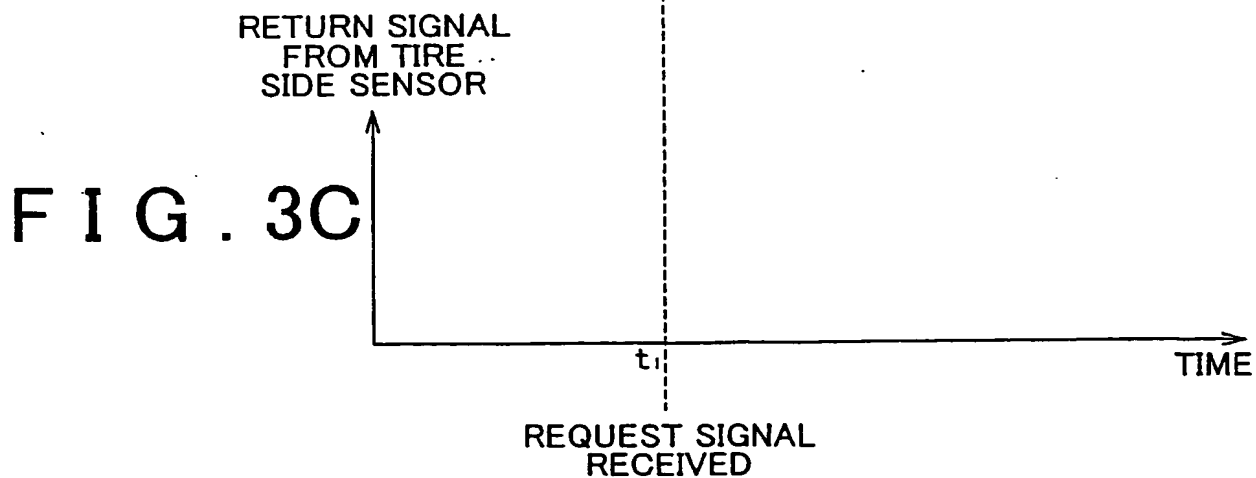 RETURN SIGNAL
FROM TIRE
SIDE SENSOR
FIG. 3C
t₁
TIME
REQUEST SIGNAL
RECEIVED